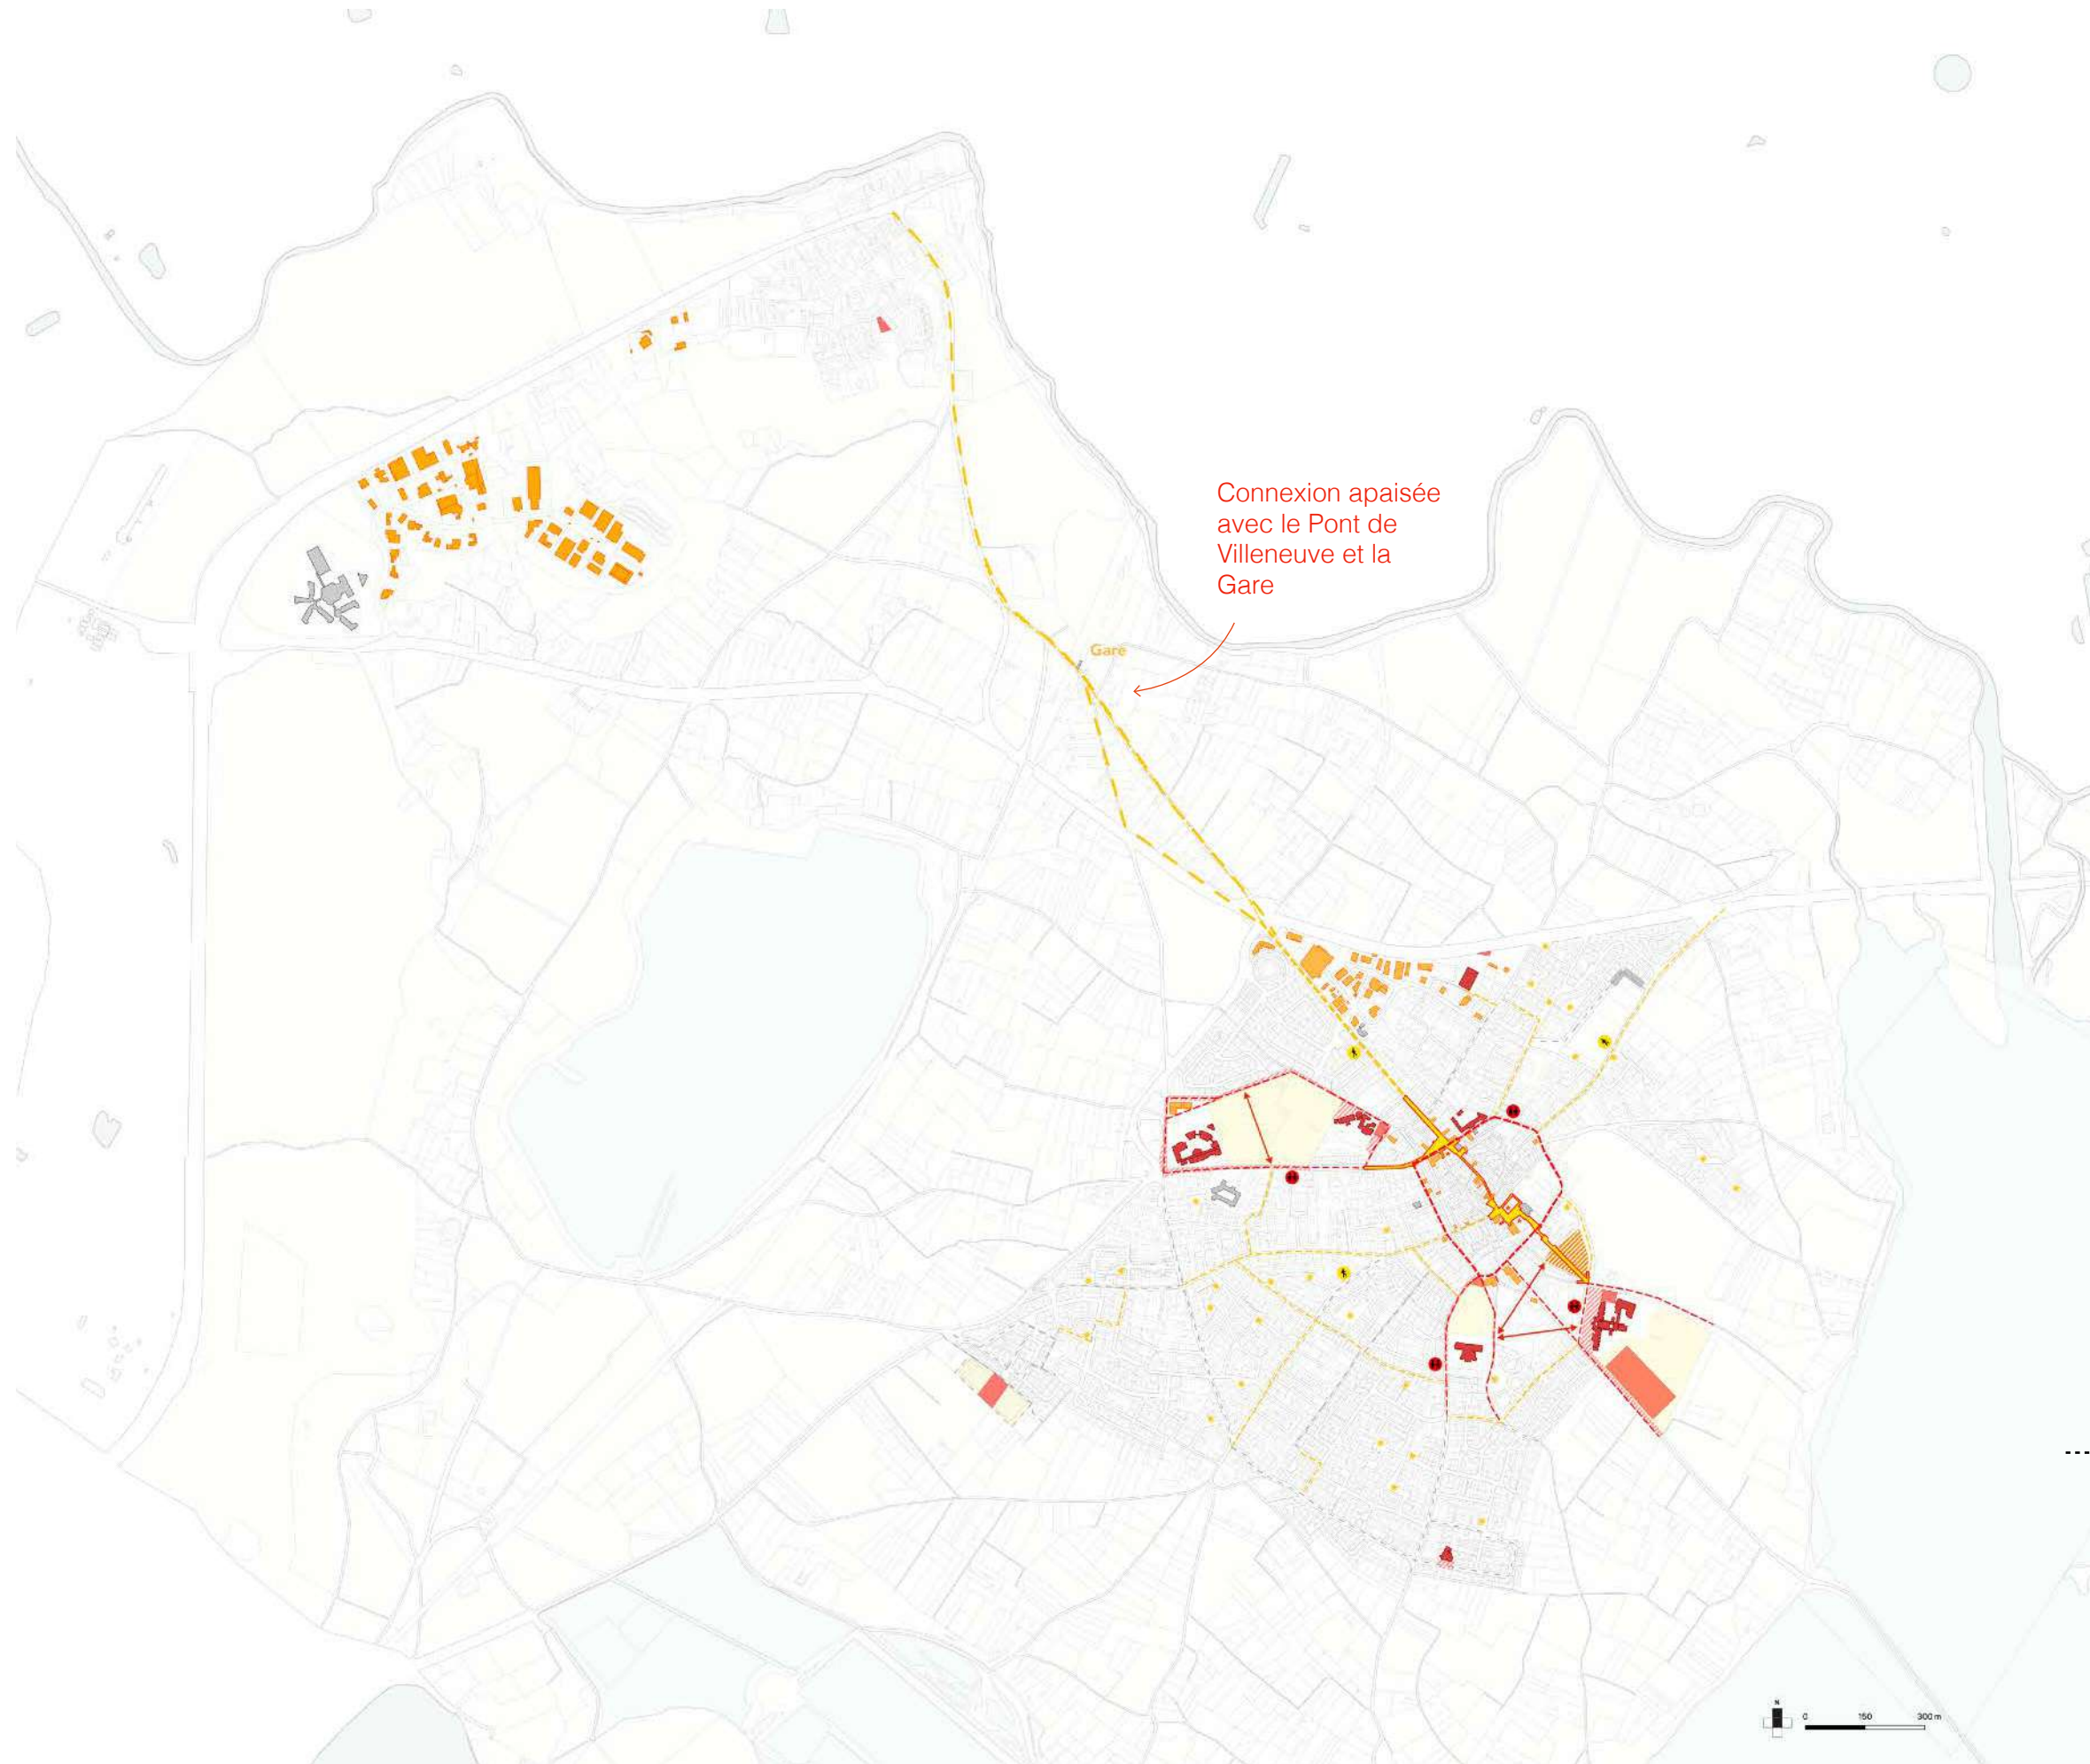 Connexion apaisée
avec le Pont de
Villeneuve et la
Gare
Gare
N
0 150 300 m